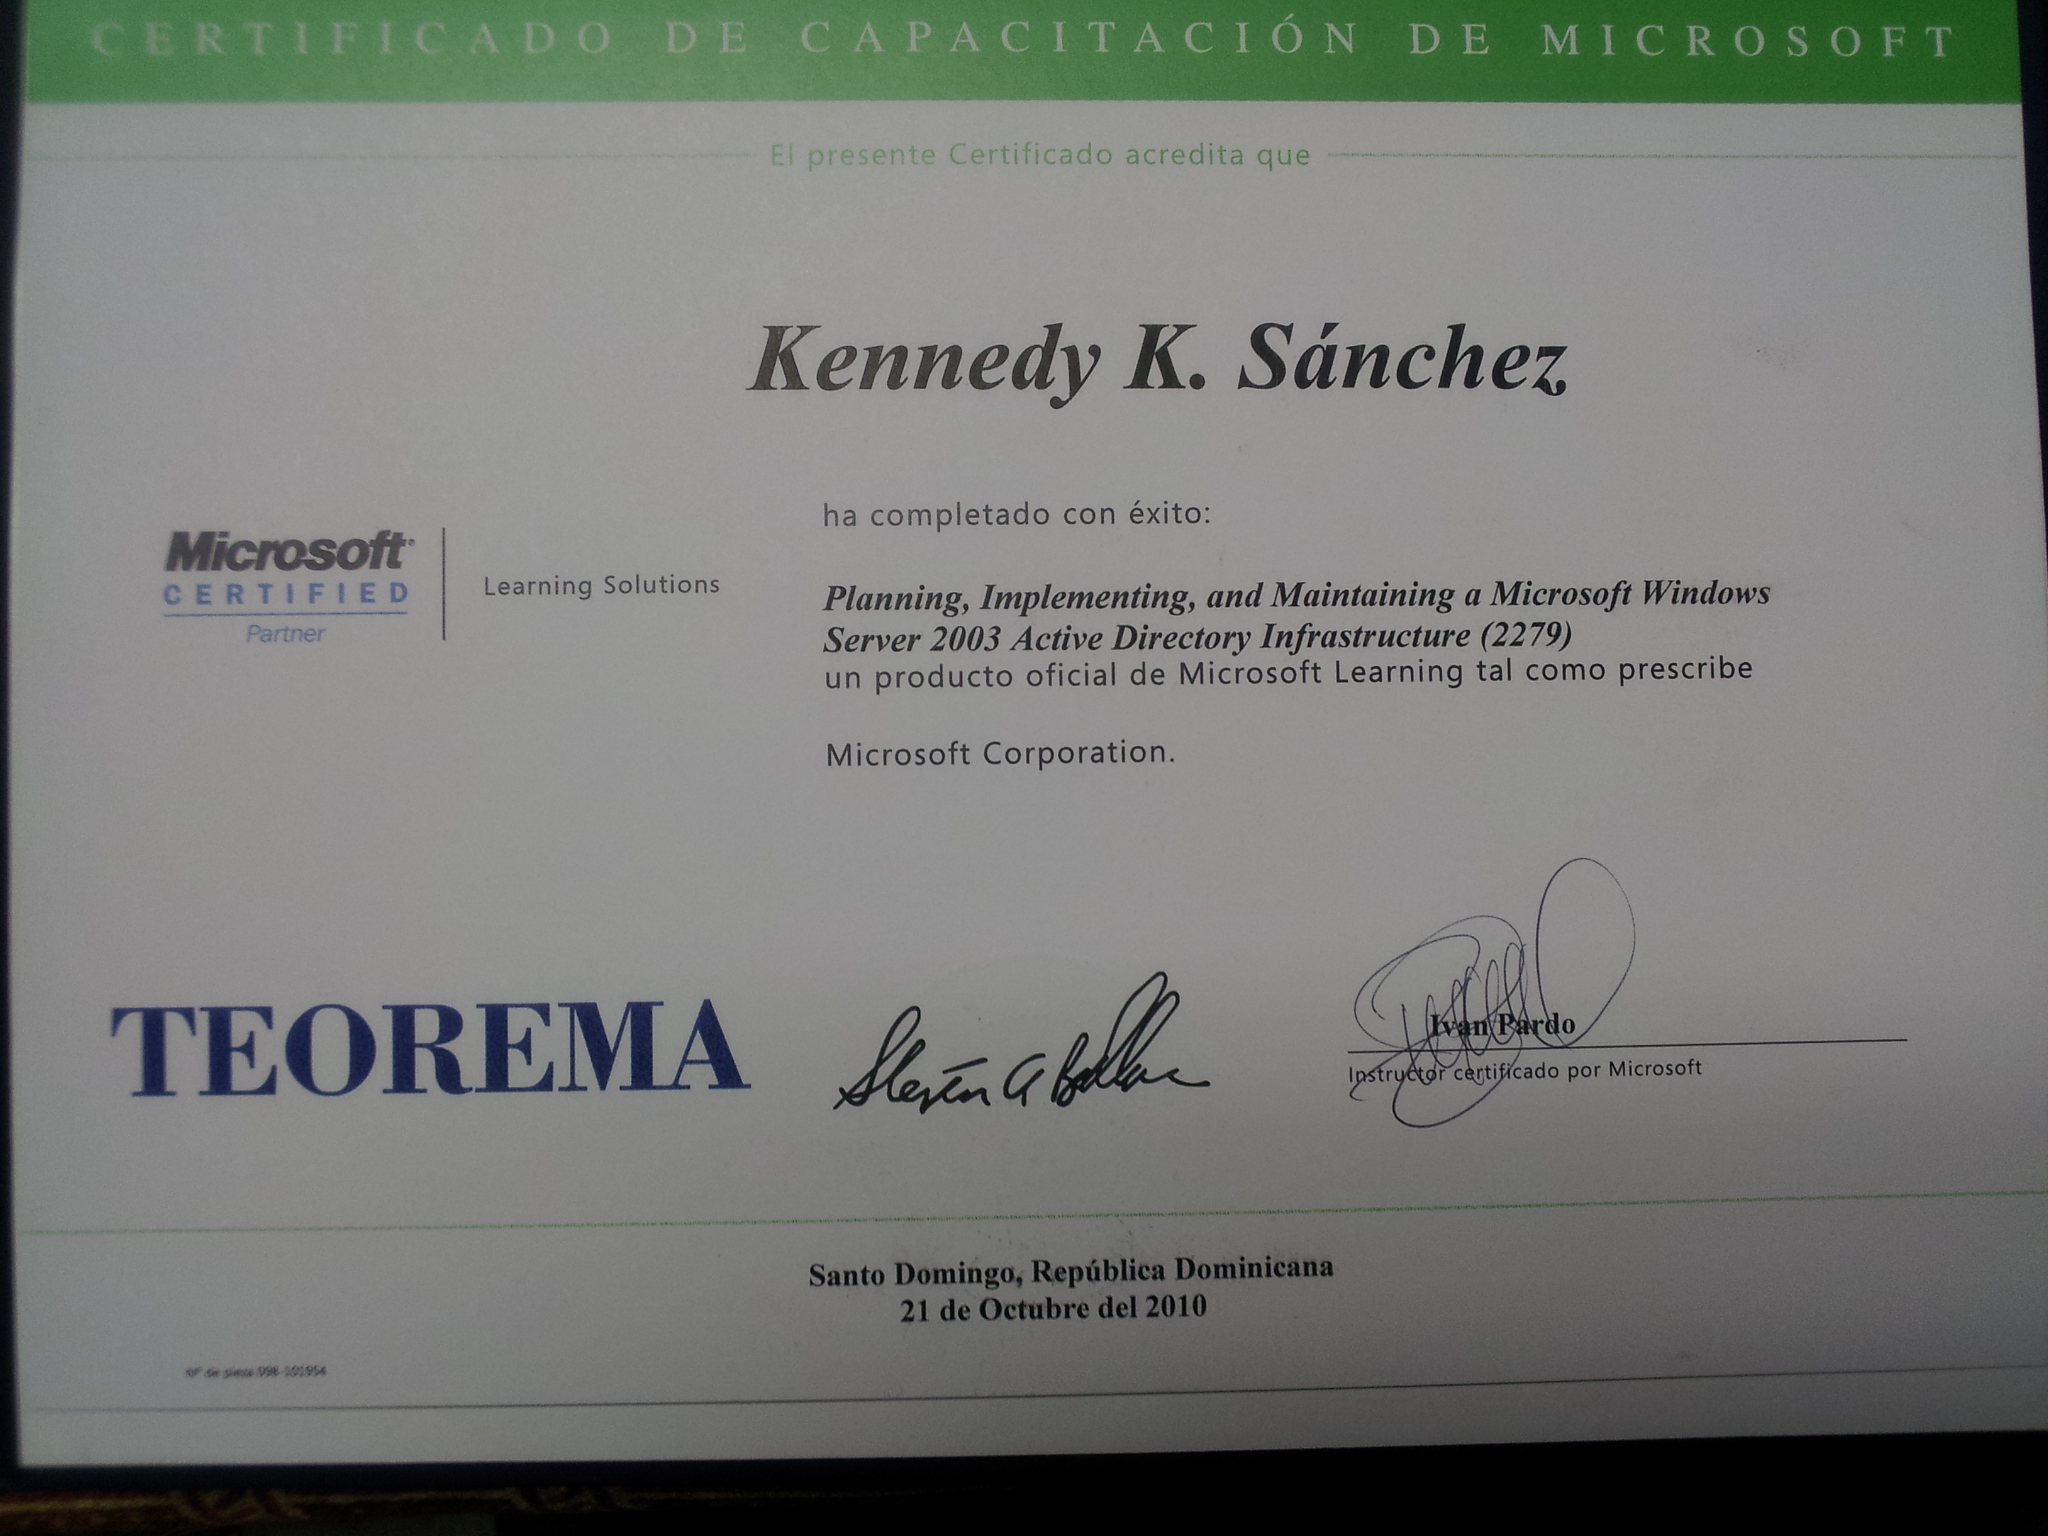 CERTIFICADO DE CAPACITACIÓN DE MICROSOFT
El presente Certificado acredita que
Kennedy K. Sánchez
ha completado con éxito:
Microsoft
CERTIFIED
Partner
Learning Solutions
Planning, Implementing, and Maintaining a Microsoft Windows
Server 2003 Active Directory Infrastructure (2279)
un producto oficial de Microsoft Learning tal como prescribe
Microsoft Corporation.
TEOREMA
Ivan Pardo
Instructor certificado por Microsoft
Santo Domingo, República Dominicana
21 de Octubre del 2010
Nº de pieza 098-101954